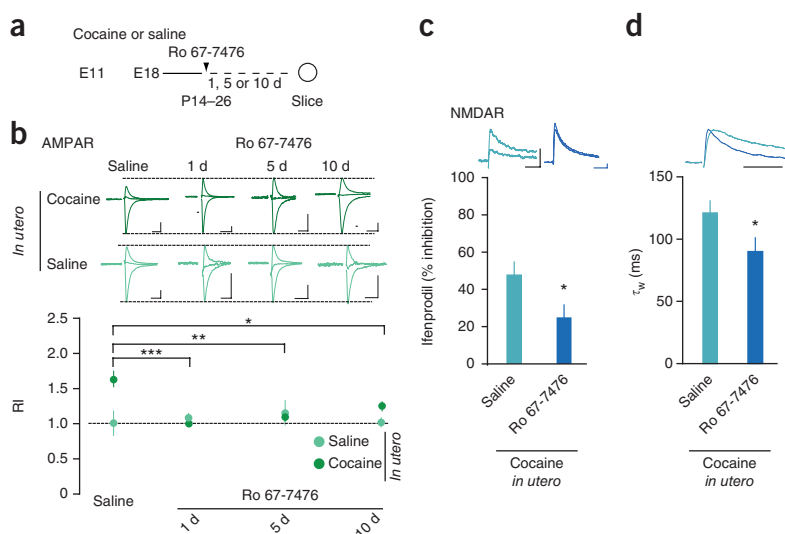 a
Cocaine or saline
Ro 67-7476
E11 E18 1, 5 or 10 d
P14–26 Slice
b
AMPAR Ro 67-7476
Saline 1 d 5 d 10 d
In utero
Cocaine
Saline
2.5
2.0
1.5
1.0
0.5
0
RI
*
**
***
Saline
Cocaine
In utero
Saline
Ro 67-7476
1 d
5 d
10 d
c
NMDAR
100
80
60
40
20
0
Ifenprodil (% inhibition)
*
Saline
Ro 67-7476
Cocaine
in utero
d
150
100
50
0
τw (ms)
*
Saline
Ro 67-7476
Cocaine
in utero